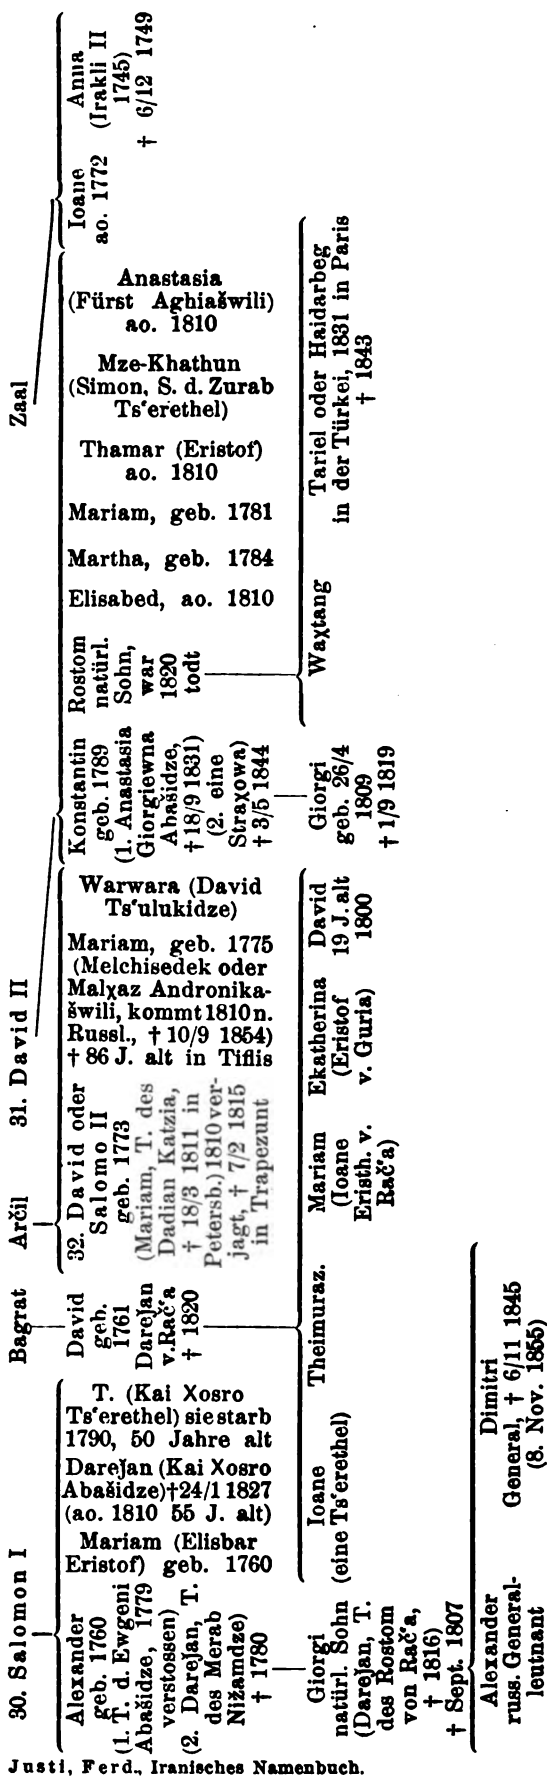 30. Salomon I
Bagrat
Arčil
31. David II
Zaal
Alexander
geb. 1760
(1. T. d. Ewgeni
Abašidze, 1779
verstossen)
(2. Darejan, T.
des Merab
Nižamdze)
† 1780
T. (Kai Xosro
Ts‘erethel) sie starb
1790, 50 Jahre alt
Darejan (Kai Xosro
Abašidze) †24/1 1827
(ao. 1810 55 J. alt)
Mariam (Elisbar
Eristof) geb. 1760
David
geb.
1761
Darejan
v. Rač‘a
† 1820
32. David oder
Salomo II
geb. 1773
(Mariam, T. des
Dadian Katzia,
† 18/3 1811 in
Petersb.) 1810 ver-
jagt, † 7/2 1815
in Trapezunt
Warwara (David
Ts‘ulukidze)
Mariam, geb. 1775
(Melchisedek oder
Malχaz Andronika-
šwili, kommt 1810 n.
Russl., † 10/9 1854)
† 86 J. alt in Tiflis
Konstantin
geb. 1789
(1. Anastasia
Giorgiewna
Abašidze,
† 18/9 1831)
(2. eine
Straχowa)
† 3/5 1844
Rostom
natürl.
Sohn,
war
1820
todt
Elisabed, ao. 1810
Martha, geb. 1784
Mariam, geb. 1781
Thamar (Eristof)
ao. 1810
Mze-Khathun
(Simon, S. d. Zurab
Ts‘erethel)
Anastasia
(Fürst Aghiašwili)
ao. 1810
Ioane
ao. 1772
Anna
(Irakli II
1745)
† 6/12 1749
Giorgi
natürl. Sohn
(Darejan, T.
des Rostom
von Rač‘a,
† 1816)
† Sept. 1807
Ioane
(eine Ts‘erethel)
Theimuraz.
Mariam
(Ioane
Eristh. v.
Rač‘a)
Ekatherina
(Eristof
v. Guria)
David
19 J. alt
1800
Giorgi
geb. 26/4
1809
† 1/9 1819
Waχtang
Tariel oder Haidarbeg
in der Türkei, 1831 in Paris
† 1843
Alexander
russ. General-
leutnant
Dimitri
General, † 6/11 1845
(8. Nov. 1855)
Justi, Ferd., Iranisches Namenbuch.